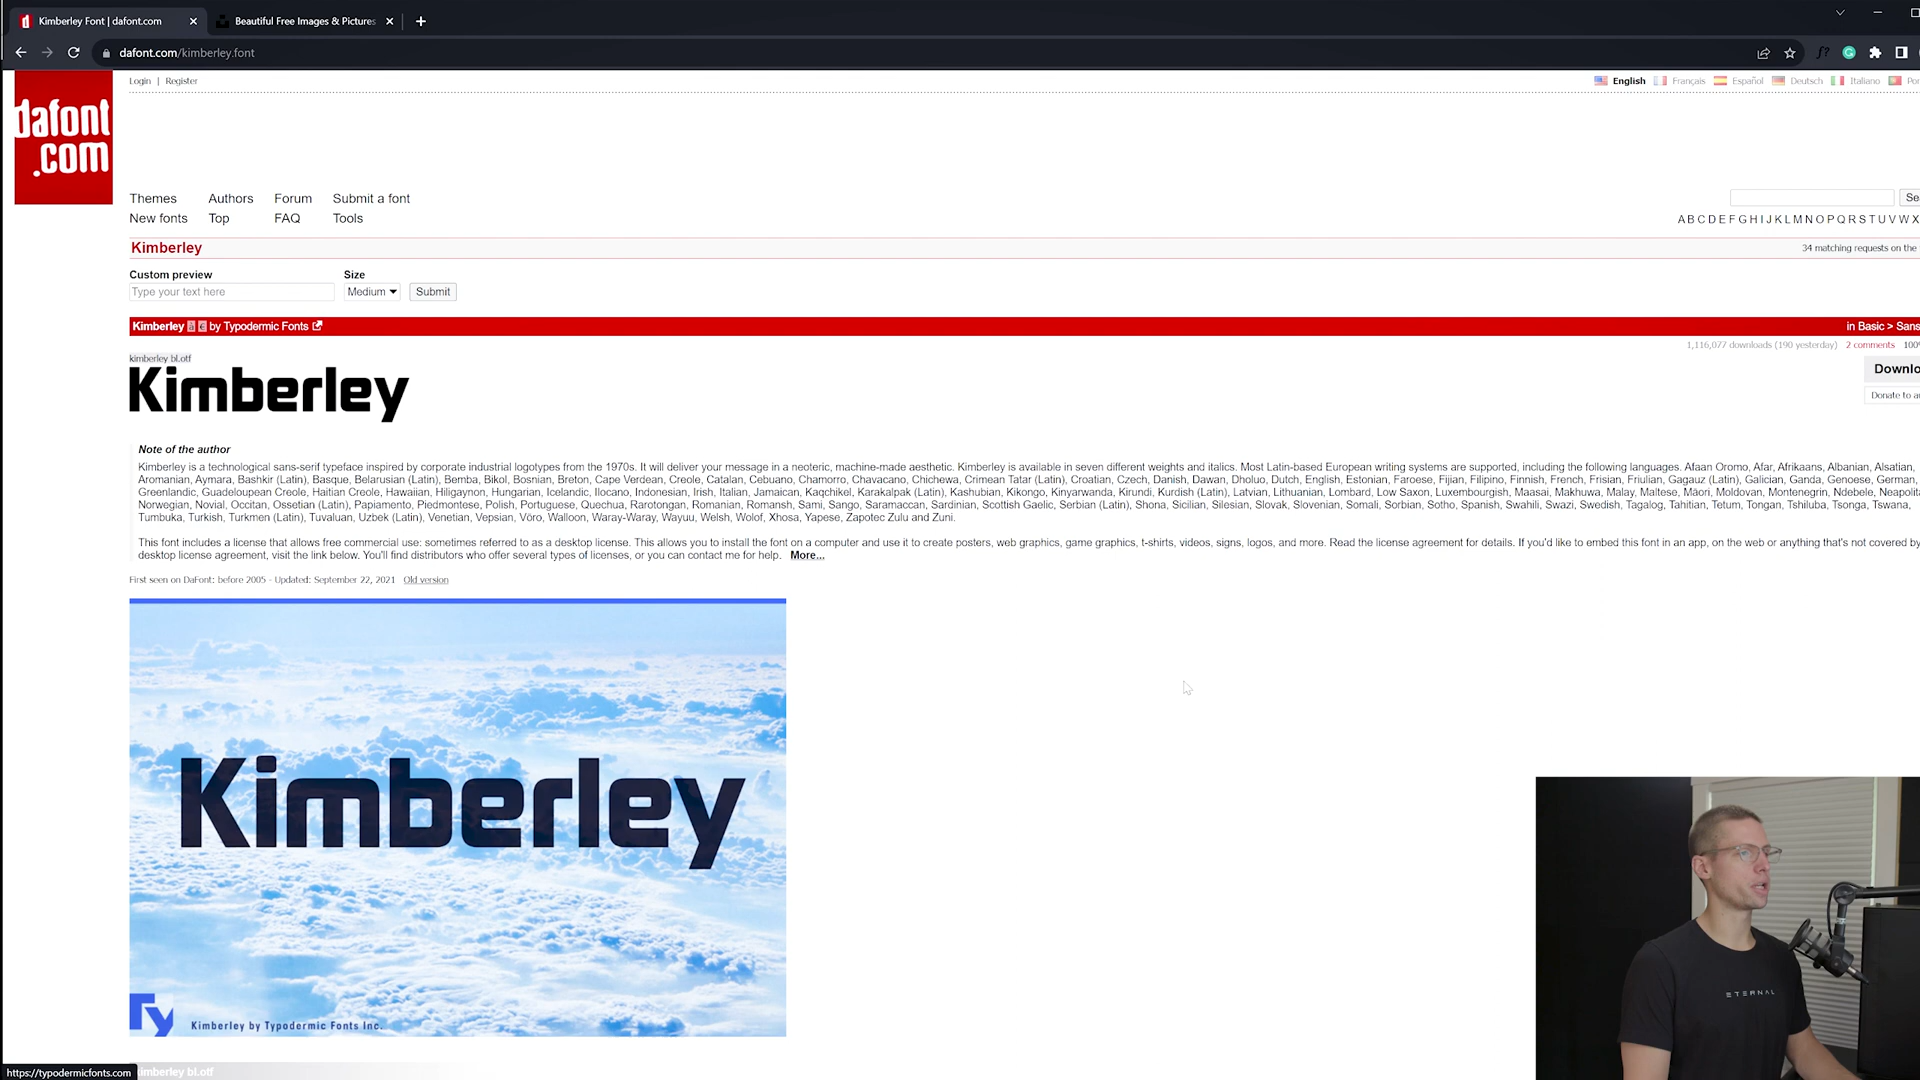 Kimberley Font | dafont.com
Beautiful Free Images & Pictures
dafont.com/kimberley.font
dafont
.com
Login | Register
English Français Español Deutsch Italiano
Themes Authors Forum Submit a font
New fonts Top FAQ Tools
A B C D E F G H I J K L M N O P Q R S T U V W X
Kimberley
34 matching requests on the
Custom preview Size
Type your text here Medium Submit
Kimberley à € by Typodermic Fonts
in Basic > Sans
1,116,077 downloads (190 yesterday) 2 comments 100%
kimberley bl.otf
Kimberley
Downlo
Donate to a
Note of the author
Kimberley is a technological sans-serif typeface inspired by corporate industrial logotypes from the 1970s. It will deliver your message in a neoteric, machine-made aesthetic. Kimberley is available in seven different weights and italics. Most Latin-based European writing systems are supported, including the following languages. Afaan Oromo, Afar, Afrikaans, Albanian, Alsatian,
Aromanian, Aymara, Bashkir (Latin), Basque, Belarusian (Latin), Bemba, Bikol, Bosnian, Breton, Cape Verdean, Creole, Catalan, Cebuano, Chamorro, Chavacano, Chichewa, Crimean Tatar (Latin), Croatian, Czech, Danish, Dawan, Dholuo, Dutch, English, Estonian, Faroese, Fijian, Filipino, Finnish, French, Frisian, Friulian, Gagauz (Latin), Galician, Ganda, Genoese, German,
Greenlandic, Guadeloupean Creole, Haitian Creole, Hawaiian, Hiligaynon, Hungarian, Icelandic, Ilocano, Indonesian, Irish, Italian, Jamaican, Kaqchikel, Karakalpak (Latin), Kashubian, Kikongo, Kinyarwanda, Kirundi, Kurdish (Latin), Latvian, Lithuanian, Lombard, Low Saxon, Luxembourgish, Maasai, Makhuwa, Malay, Maltese, Māori, Moldovan, Montenegrin, Ndebele, Neapolita
Norwegian, Novial, Occitan, Ossetian (Latin), Papiamento, Piedmontese, Polish, Portuguese, Quechua, Rarotongan, Romanian, Romansh, Sami, Sango, Saramaccan, Sardinian, Scottish Gaelic, Serbian (Latin), Shona, Sicilian, Silesian, Slovak, Slovenian, Somali, Sorbian, Sotho, Spanish, Swahili, Swazi, Swedish, Tagalog, Tahitian, Tetum, Tongan, Tshiluba, Tsonga, Tswana,
Tumbuka, Turkish, Turkmen (Latin), Tuvaluan, Uzbek (Latin), Venetian, Vepsian, Võro, Walloon, Waray-Waray, Wayuu, Welsh, Wolof, Xhosa, Yapese, Zapotec Zulu and Zuni.
This font includes a license that allows free commercial use: sometimes referred to as a desktop license. This allows you to install the font on a computer and use it to create posters, web graphics, game graphics, t-shirts, videos, signs, logos, and more. Read the license agreement for details. If you'd like to embed this font in an app, on the web or anything that's not covered by
desktop license agreement, visit the link below. You'll find distributors who offer several types of licenses, or you can contact me for help. More...
First seen on DaFont: before 2005 - Updated: September 22, 2021 Old version
Kimberley
Ty Kimberley by Typodermic Fonts Inc.
ETERNAL
https://typodermicfonts.com
imberley bl.otf